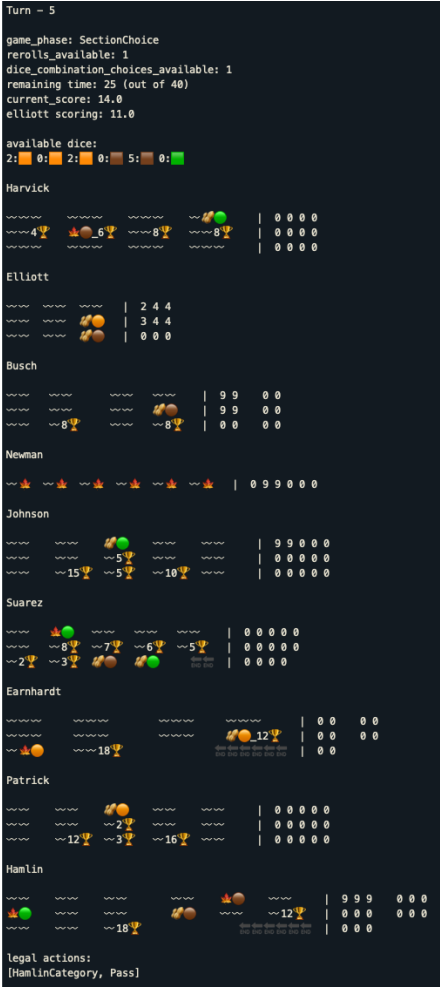 Turn – 5
game_phase: SectionChoice
rerolls_available: 1
dice_combination_choices_available: 1
remaining time: 25 (out of 40)
current_score: 14.0
elliott scoring: 11.0
available dice:
2:🟧 0:🟧 2:🟧 0:🟫 5:🟫 0:🟩
Harvick
~~~ ~~~ ~~~ ~🍂🟢 | 0 0 0 0
~~4🏆 🍁🟤_6🏆 ~~8🏆 ~~8🏆 | 0 0 0 0
~~~ ~~~ ~~~ ~~~ | 0 0 0 0
Elliott
~~ ~~ ~~ | 2 4 4
~~ ~~ 🍂🟠 | 3 4 4
~~ ~~ 🍂🟤 | 0 0 0
Busch
~~ ~~ ~~ ~~ | 9 9 0 0
~~ ~~ ~~ 🍂🟤 | 9 9 0 0
~~ ~8🏆 ~~ ~8🏆 | 0 0 0 0
Newman
~🍁 ~🍁 ~🍁 ~🍁 ~🍁 ~🍁 | 0 9 9 0 0 0
Johnson
~~ ~~ 🍂🟢 ~~ ~~ | 9 9 0 0 0
~~ ~~ ~5🏆 ~~ ~~ | 0 0 0 0 0
~~ ~15🏆 ~5🏆 ~10🏆 ~~ | 0 0 0 0 0
Suarez
~~ 🍁🟢 ~~ ~~ ~~ | 0 0 0 0 0
~~ ~8🏆 ~7🏆 ~6🏆 ~5🏆 | 0 0 0 0 0
~2🏆 ~3🏆 🍂🟤 🍂🟢 | 0 0 0 0
Earnhardt
~~~ ~~~ ~~~ ~~~ | 0 0 0 0
~~~ ~~~ ~~~ 🍂🟠_12🏆 | 0 0 0 0
~🍁🟠 ~~18🏆 | 0 0
Patrick
~~ ~~ 🍂🟠 ~~ ~~ | 0 0 0 0 0
~~ ~~ ~2🏆 ~~ ~~ | 0 0 0 0 0
~~ ~12🏆 ~3🏆 ~16🏆 ~~ | 0 0 0 0 0
Hamlin
~~ ~~ ~~ ~~ 🍁🟤 ~~ | 9 9 9 0 0 0
🍁🟢 ~~ ~~ 🍂🟤 ~~ ~12🏆 | 0 0 0 0 0 0
~~ ~~ ~18🏆 | 0 0 0
legal actions:
[HamlinCategory, Pass]